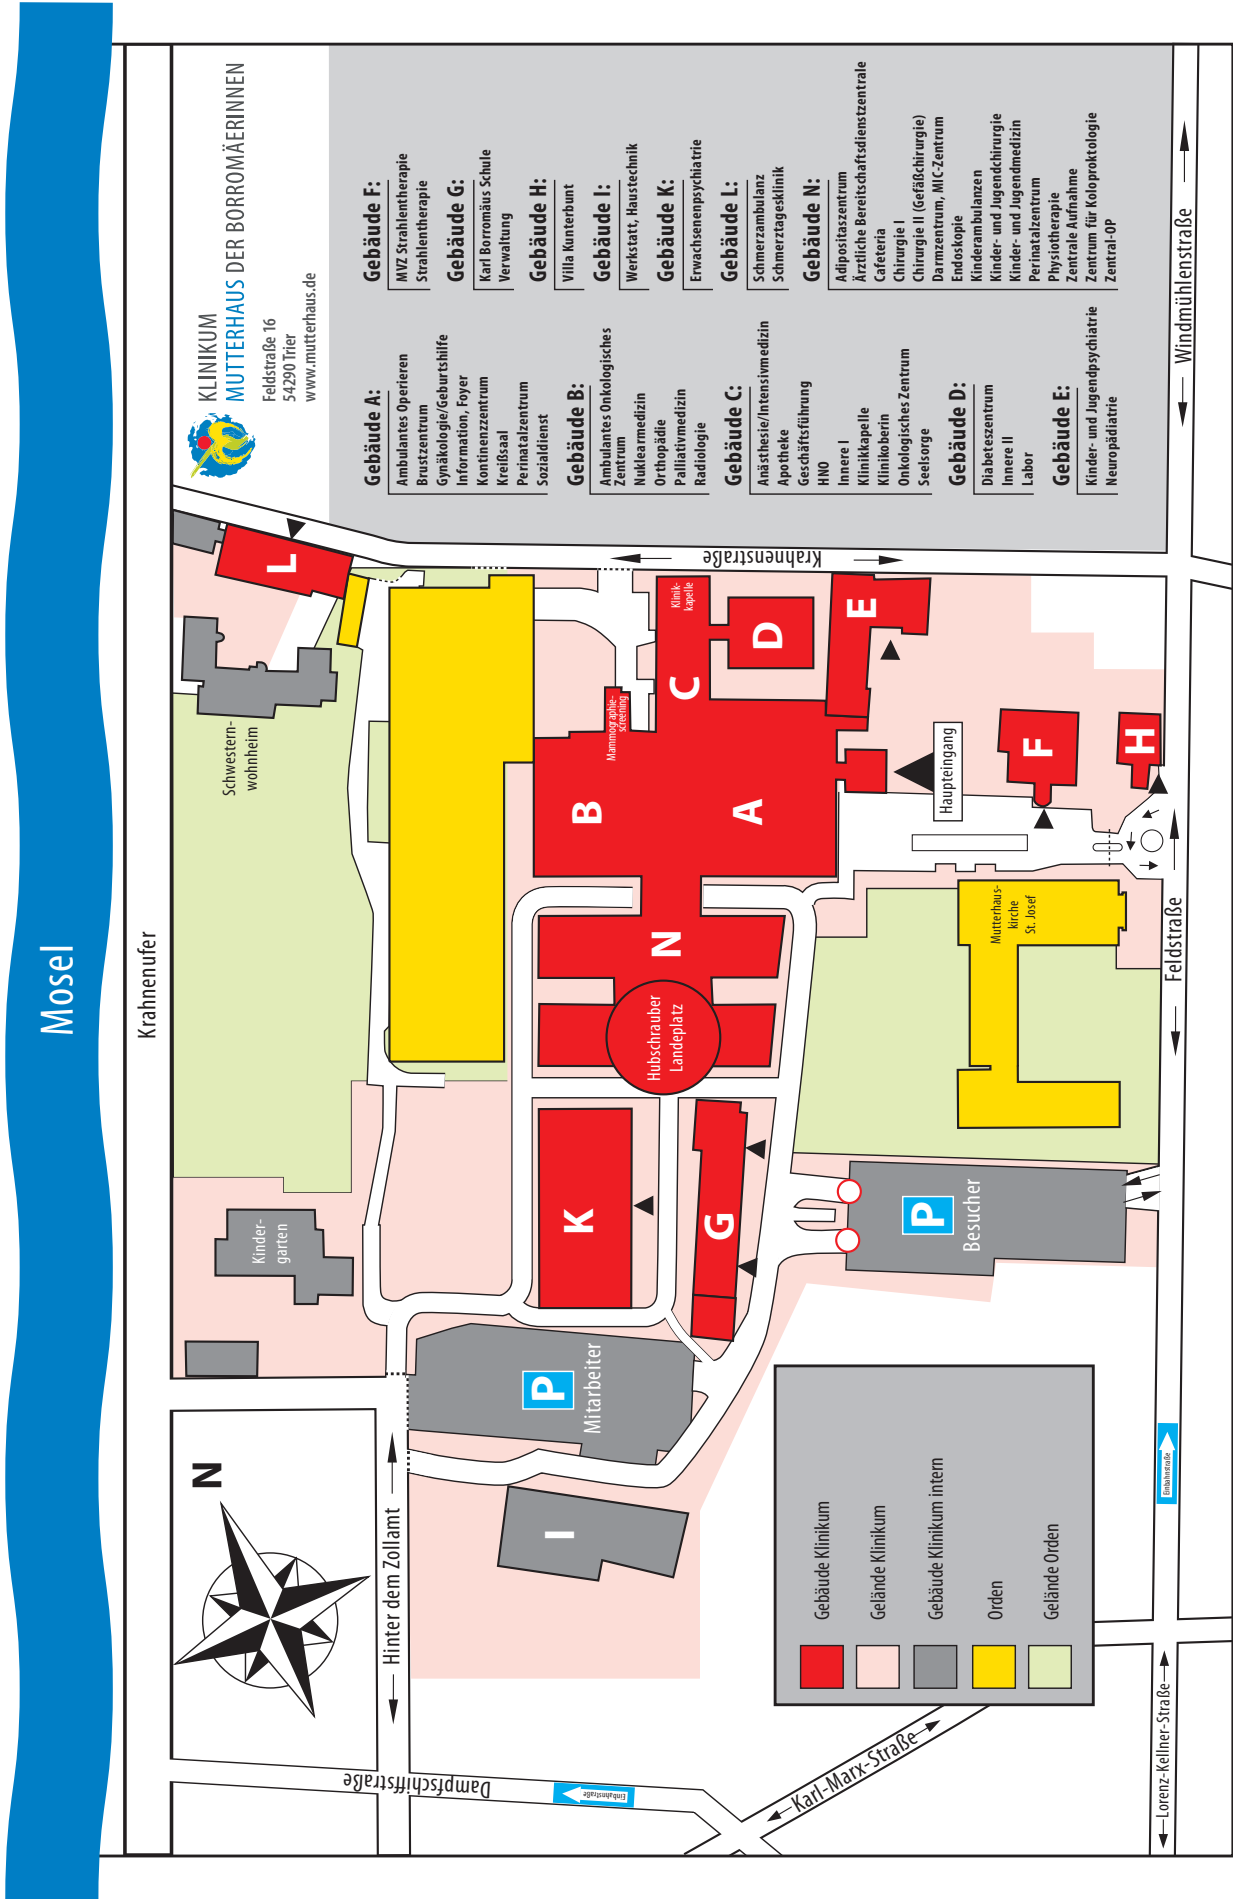 Mosel
Krahnenufer
KLINIKUM
MUTTERHAUS DER BORROMÄERINNEN
Feldstraße 16
54290 Trier
www.mutterhaus.de
Gebäude A:
Ambulantes Operieren
Brustzentrum
Gynäkologie/Geburtshilfe
Information, Foyer
Kontinenzzentrum
Kreißsaal
Perinatalzentrum
Sozialdienst
Gebäude B:
Ambulantes Onkologisches
Zentrum
Nuklearmedizin
Orthopädie
Palliativmedizin
Radiologie
Gebäude C:
Anästhesie/Intensivmedizin
Apotheke
Geschäftsführung
HNO
Innere I
Klinikkapelle
Klinikoberin
Onkologisches Zentrum
Seelsorge
Gebäude D:
Diabeteszentrum
Innere II
Labor
Gebäude E:
Kinder- und Jugendpsychiatrie
Neuropädiatrie
Gebäude F:
MVZ Strahlentherapie
Strahlentherapie
Gebäude G:
Karl Borromäus Schule
Verwaltung
Gebäude H:
Villa Kunterbunt
Gebäude I:
Werkstatt, Haustechnik
Gebäude K:
Erwachsenenpsychiatrie
Gebäude L:
Schmerzambulanz
Schmerztagesklinik
Gebäude N:
Adipositaszentrum
Ärztliche Bereitschaftsdienstzentrale
Cafeteria
Chirurgie I
Chirurgie II (Gefäßchirurgie)
Darmzentrum, MIC-Zentrum
Endoskopie
Kinderambulanzen
Kinder- und Jugendchirurgie
Kinder- und Jugendmedizin
Perinatalzentrum
Physiotherapie
Zentrale Aufnahme
Zentrum für Koloproktologie
Zentral-OP
N
Hinter dem Zollamt
Dampfschiffstraße
Einbahnstraße
Karl-Marx-Straße
Lorenz-Kellner-Straße
Einbahnstraße
Feldstraße
Windmühlenstraße
Krahnenstraße
Kinder-
garten
Schwestern-
wohnheim
L
I
P
Mitarbeiter
K
G
P
Besucher
Hubschrauber
Landeplatz
N
B
A
Mammographie-
screening
C
Klinik-
kapelle
D
E
Haupteingang
F
H
Mutterhaus-
kirche
St. Josef
Gebäude Klinikum
Gelände Klinikum
Gebäude Klinikum intern
Orden
Gelände Orden